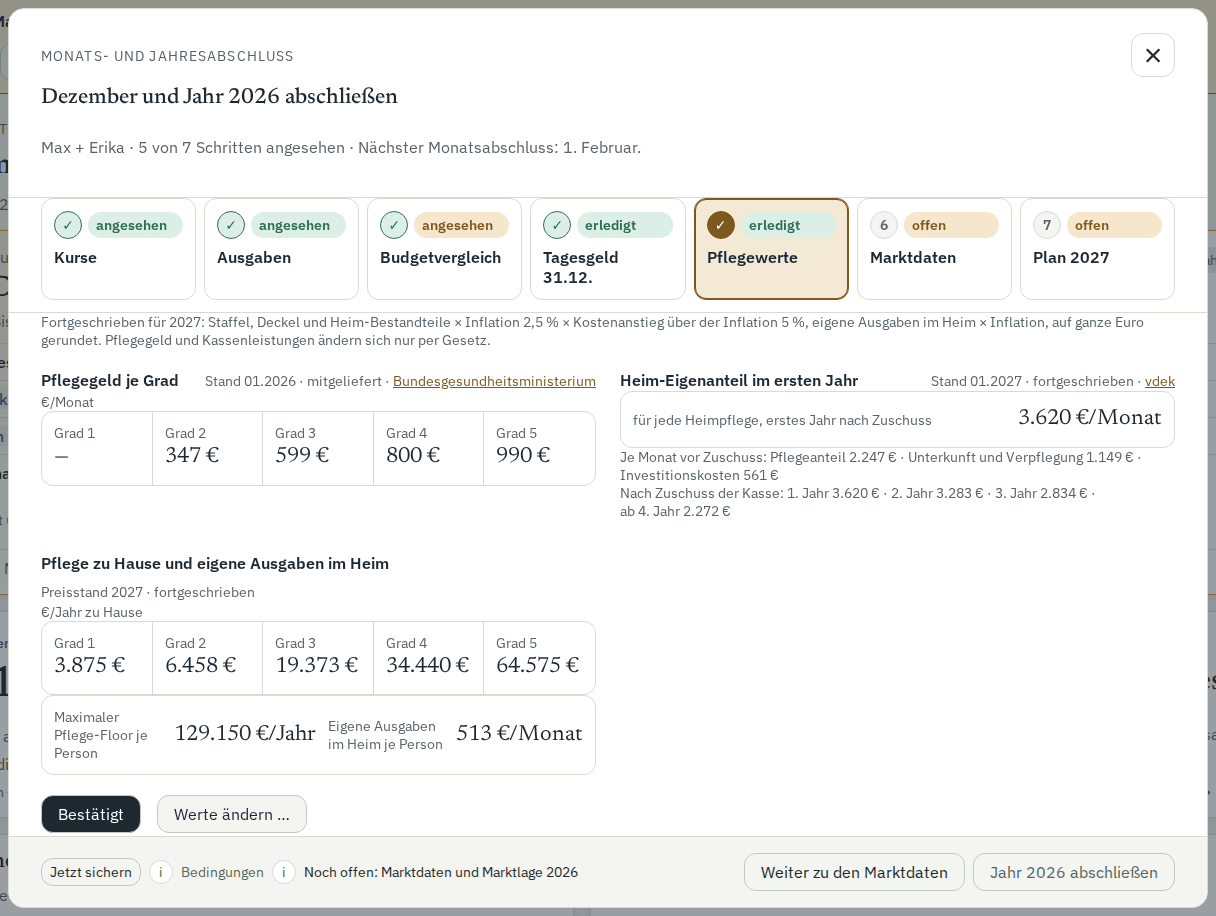 MONATS- UND JAHRESABSCHLUSS
Dezember und Jahr 2026 abschließen
Max + Erika · 5 von 7 Schritten angesehen · Nächster Monatsabschluss: 1. Februar.
✓ angesehen
Kurse
✓ angesehen
Ausgaben
✓ angesehen
Budgetvergleich
✓ erledigt
Tagesgeld
31.12.
✓ erledigt
Pflegewerte
6 offen
Marktdaten
7 offen
Plan 2027
Fortgeschrieben für 2027: Staffel, Deckel und Heim-Bestandteile × Inflation 2,5 % × Kostenanstieg über der Inflation 5 %, eigene Ausgaben im Heim × Inflation, auf ganze Euro
gerundet. Pflegegeld und Kassenleistungen ändern sich nur per Gesetz.
Pflegegeld je Grad Stand 01.2026 · mitgeliefert · Bundesgesundheitsministerium
€/Monat
Grad 1 Grad 2 Grad 3 Grad 4 Grad 5
— 347 € 599 € 800 € 990 €
Heim-Eigenanteil im ersten Jahr Stand 01.2027 · fortgeschrieben · vdek
für jede Heimpflege, erstes Jahr nach Zuschuss 3.620 €/Monat
Je Monat vor Zuschuss: Pflegeanteil 2.247 € · Unterkunft und Verpflegung 1.149 € ·
Investitionskosten 561 €
Nach Zuschuss der Kasse: 1. Jahr 3.620 € · 2. Jahr 3.283 € · 3. Jahr 2.834 € ·
ab 4. Jahr 2.272 €
Pflege zu Hause und eigene Ausgaben im Heim
Preisstand 2027 · fortgeschrieben
€/Jahr zu Hause
Grad 1 Grad 2 Grad 3 Grad 4 Grad 5
3.875 € 6.458 € 19.373 € 34.440 € 64.575 €
Maximaler
Pflege-Floor je
Person
129.150 €/Jahr
Eigene Ausgaben
im Heim je Person
513 €/Monat
Bestätigt Werte ändern …
Jetzt sichern i Bedingungen i Noch offen: Marktdaten und Marktlage 2026 Weiter zu den Marktdaten Jahr 2026 abschließen